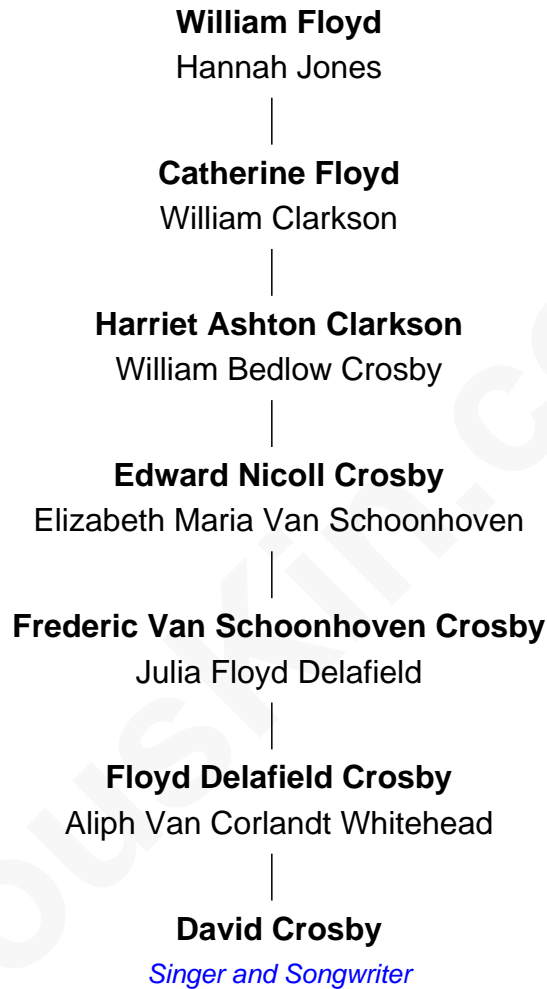 William Floyd
Hannah Jones
Catherine Floyd
William Clarkson
Harriet Ashton Clarkson
William Bedlow Crosby
Edward Nicoll Crosby
Elizabeth Maria Van Schoonhoven
Frederic Van Schoonhoven Crosby
Julia Floyd Delafield
Floyd Delafield Crosby
Aliph Van Corlandt Whitehead
David Crosby
Singer and Songwriter